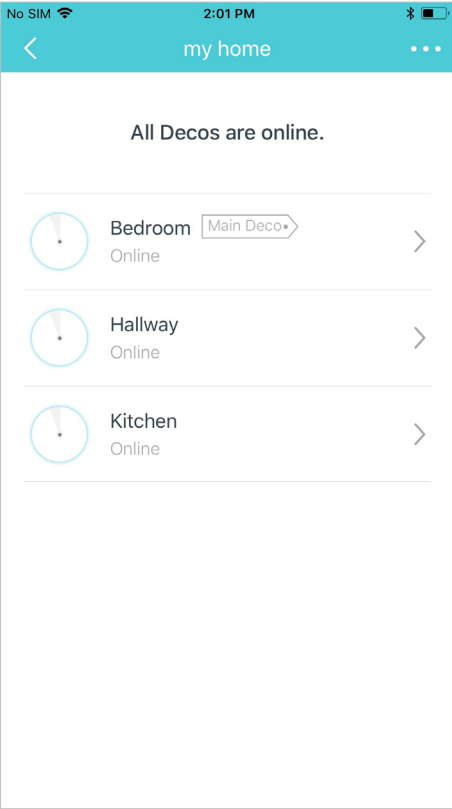 No SIM 2:01 PM
my home
All Decos are online.
Bedroom Main Deco
Online
Hallway
Online
Kitchen
Online